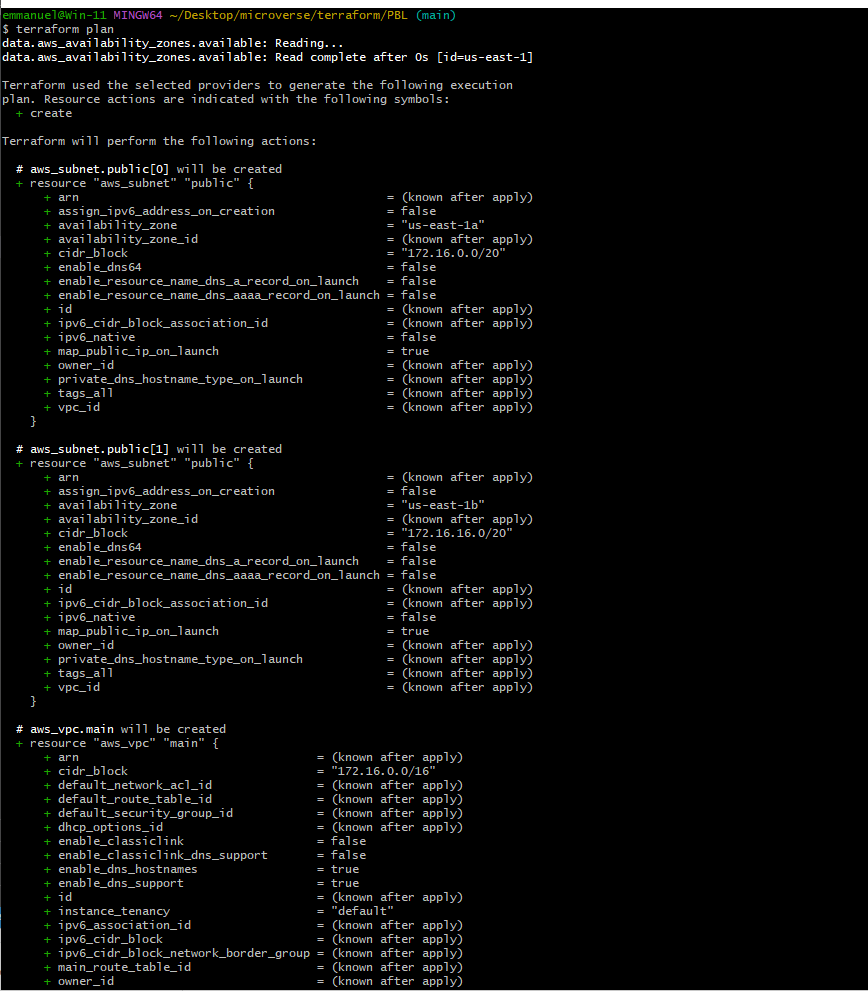 emmanuel@Win-11 MINGW64 ~/Desktop/microverse/terraform/PBL (main)
$ terraform plan
data.aws_availability_zones.available: Reading...
data.aws_availability_zones.available: Read complete after 0s [id=us-east-1]

Terraform used the selected providers to generate the following execution
plan. Resource actions are indicated with the following symbols:
  + create

Terraform will perform the following actions:

  # aws_subnet.public[0] will be created
  + resource "aws_subnet" "public" {
      + arn                                            = (known after apply)
      + assign_ipv6_address_on_creation                = false
      + availability_zone                              = "us-east-1a"
      + availability_zone_id                           = (known after apply)
      + cidr_block                                     = "172.16.0.0/20"
      + enable_dns64                                   = false
      + enable_resource_name_dns_a_record_on_launch    = false
      + enable_resource_name_dns_aaaa_record_on_launch = false
      + id                                             = (known after apply)
      + ipv6_cidr_block_association_id                 = (known after apply)
      + ipv6_native                                    = false
      + map_public_ip_on_launch                        = true
      + owner_id                                       = (known after apply)
      + private_dns_hostname_type_on_launch            = (known after apply)
      + tags_all                                       = (known after apply)
      + vpc_id                                         = (known after apply)
    }

  # aws_subnet.public[1] will be created
  + resource "aws_subnet" "public" {
      + arn                                            = (known after apply)
      + assign_ipv6_address_on_creation                = false
      + availability_zone                              = "us-east-1b"
      + availability_zone_id                           = (known after apply)
      + cidr_block                                     = "172.16.16.0/20"
      + enable_dns64                                   = false
      + enable_resource_name_dns_a_record_on_launch    = false
      + enable_resource_name_dns_aaaa_record_on_launch = false
      + id                                             = (known after apply)
      + ipv6_cidr_block_association_id                 = (known after apply)
      + ipv6_native                                    = false
      + map_public_ip_on_launch                        = true
      + owner_id                                       = (known after apply)
      + private_dns_hostname_type_on_launch            = (known after apply)
      + tags_all                                       = (known after apply)
      + vpc_id                                         = (known after apply)
    }

  # aws_vpc.main will be created
  + resource "aws_vpc" "main" {
      + arn                                  = (known after apply)
      + cidr_block                           = "172.16.0.0/16"
      + default_network_acl_id               = (known after apply)
      + default_route_table_id               = (known after apply)
      + default_security_group_id            = (known after apply)
      + dhcp_options_id                      = (known after apply)
      + enable_classiclink                   = false
      + enable_classiclink_dns_support       = false
      + enable_dns_hostnames                 = true
      + enable_dns_support                   = true
      + id                                   = (known after apply)
      + instance_tenancy                     = "default"
      + ipv6_association_id                  = (known after apply)
      + ipv6_cidr_block                      = (known after apply)
      + ipv6_cidr_block_network_border_group = (known after apply)
      + main_route_table_id                  = (known after apply)
      + owner_id                             = (known after apply)